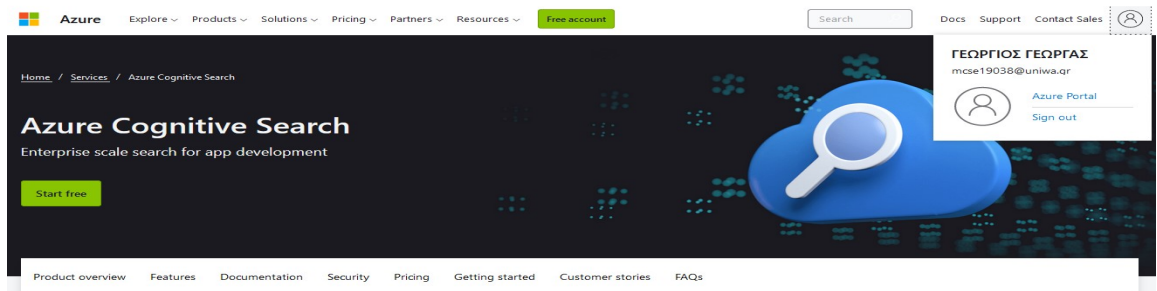 Azure Explore Products Solutions Pricing Partners Resources Free account Search Docs Support Contact Sales
ΓΕΩΡΓΙΟΣ ΓΕΩΡΓΑΣ
mcse19038@uniwa.gr
Azure Portal
Sign out
Home / Services / Azure Cognitive Search
Azure Cognitive Search
Enterprise scale search for app development
Start free
Product overview Features Documentation Security Pricing Getting started Customer stories FAQs